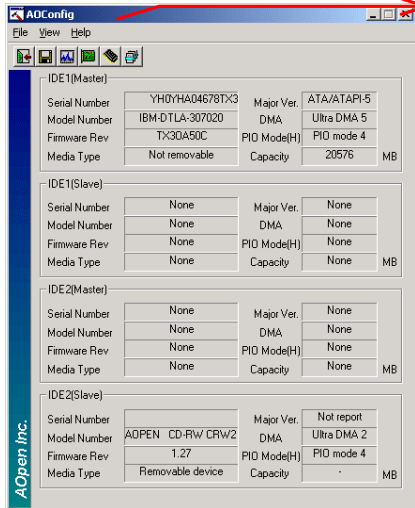 AOConfig
File View Help
IDE1(Master)
Serial Number YH0YHA04678TX3 Major Ver. ATA/ATAPI-5
Model Number IBM-DTLA-307020 DMA Ultra DMA 5
Firmware Rev TX3OA50C PIO Mode(H) PIO mode 4
Media Type Not removable Capacity 20576 MB
IDE1(Slave)
Serial Number None Major Ver. None
Model Number None DMA None
Firmware Rev None PIO Mode(H) None
Media Type None Capacity None MB
IDE2(Master)
Serial Number None Major Ver. None
Model Number None DMA None
Firmware Rev None PIO Mode(H) None
Media Type None Capacity None MB
IDE2(Slave)
Serial Number Major Ver. Not report
Model Number AOPEN CD-RW CRW2 DMA Ultra DMA 2
Firmware Rev 1.27 PIO Mode(H) PIO mode 4
Media Type Removable device Capacity - MB
AOpen Inc.